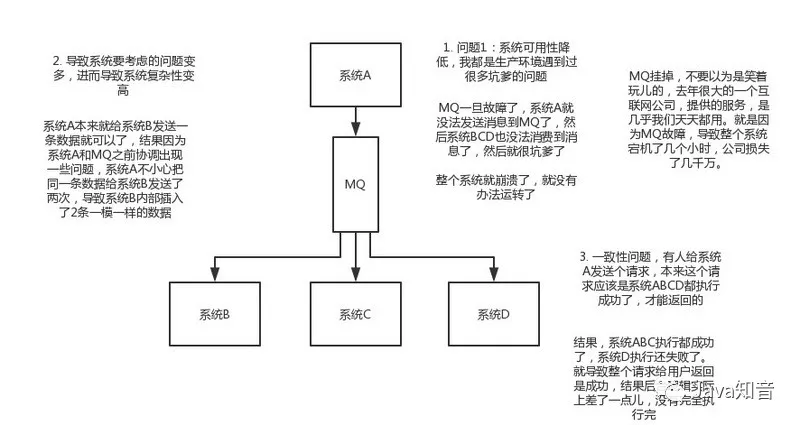 2. 导致系统要考虑的问题变
多，进而导致系统复杂性变
高
系统A本来就给系统B发送一
条数据就可以了，结果因为
系统A和MQ之前协调出现
一些问题，系统A不小心把
同一条数据给系统B发送了
两次，导致系统B内部插入
了2条一模一样的数据
系统A
MQ
系统B
系统C
系统D
1. 问题1：系统可用性降
低，我都是生产环境遇到过
很多坑爹的问题
MQ一旦故障了，系统A就
没法发送消息到MQ了，然
后系统BCD也没法消费到消
息了，然后就很坑爹了
整个系统就崩溃了，就没有
办法运转了
MQ挂掉，不要以为是笑着
玩儿的，去年很大的一个互
联网公司，提供的服务，是
几乎我们天天都用。就是因
为MQ故障，导致整个系统
宕机了几个小时，公司损失
了几千万。
3. 一致性问题，有人给系统
A发送个请求，本来这个请
求应该是系统ABCD都执行
成功了，才能返回的
结果，系统ABC执行都成功
了，系统D执行还失败了。
就导致整个请求给用户返回
是成功，结果后
上差了一点儿，没有完全执
行完
Java知音